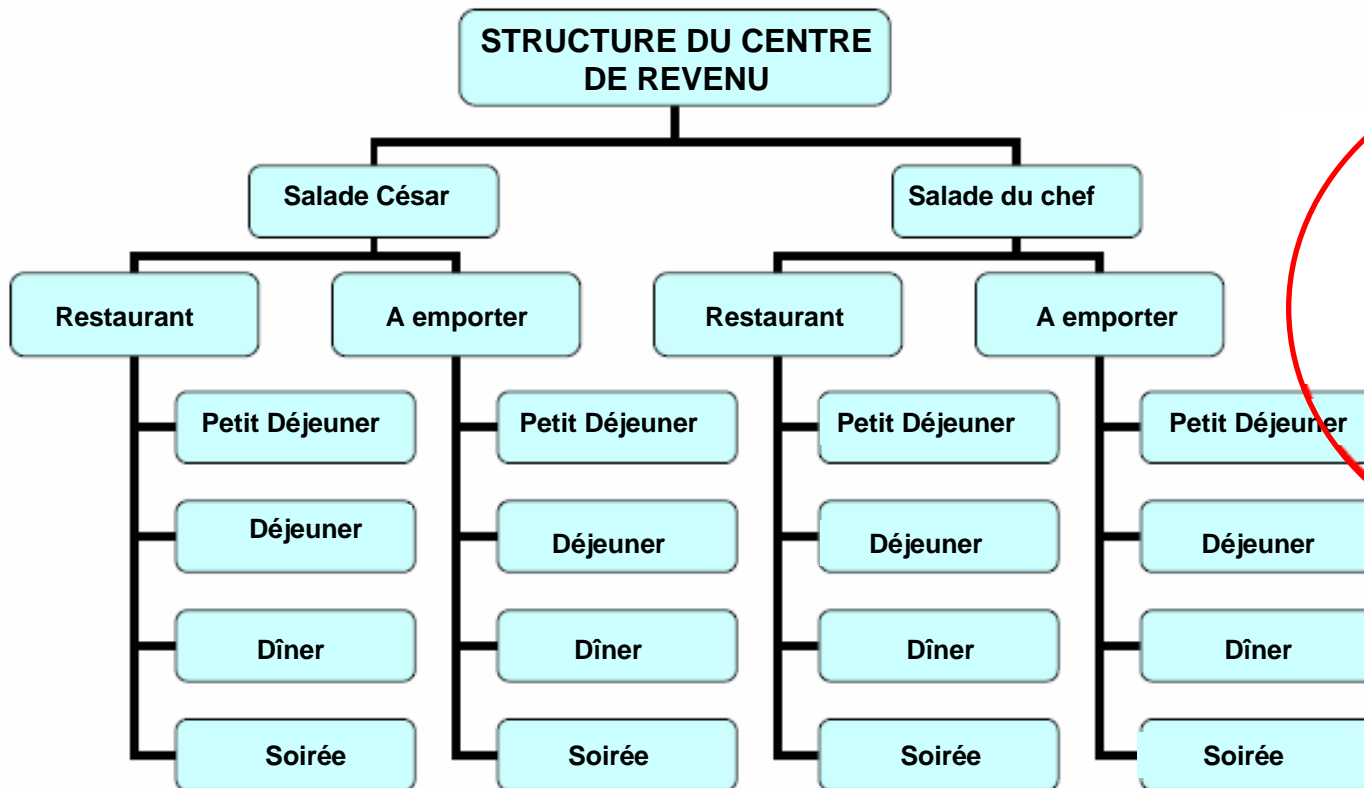 STRUCTURE DU CENTRE
DE REVENU
Salade César
Salade du chef
Restaurant
A emporter
Restaurant
A emporter
Petit Déjeuner
Petit Déjeuner
Petit Déjeuner
Petit Déjeuner
Déjeuner
Déjeuner
Déjeuner
Déjeuner
Dîner
Dîner
Dîner
Dîner
Soirée
Soirée
Soirée
Soirée